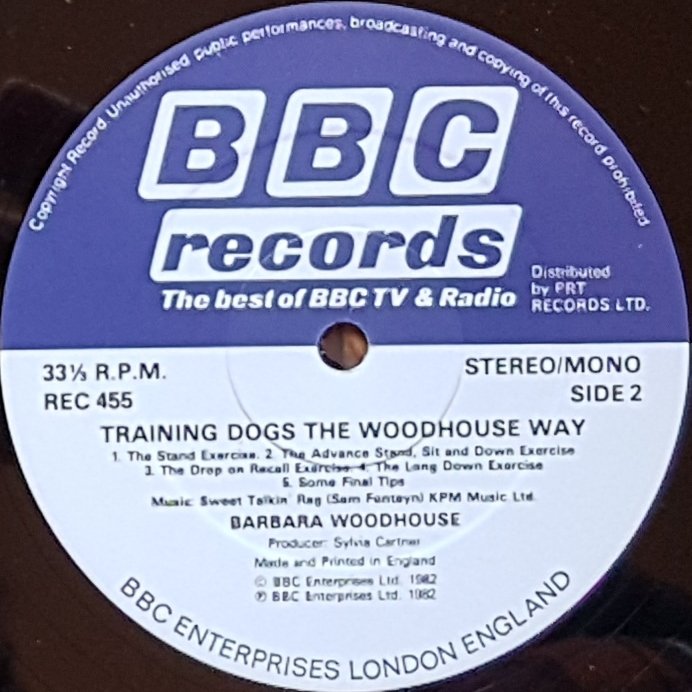 Copyright Record. Unauthorised public performances, broadcasting and copying of this record prohibited
BBC
records
The best of BBC TV & Radio
Distributed
by PRT
RECORDS LTD.
33⅓ R.P.M.
REC 455
STEREO/MONO
SIDE 2
TRAINING DOGS THE WOODHOUSE WAY
1. The Stand Exercise. 2. The Advance Stand, Sit and Down Exercise
3. The Drop on Recall Exercise. 4. The Long Down Exercise
5. Some Final Tips
Music: Sweet Talkin' Rag (Sam Fonteyn) KPM Music Ltd.
BARBARA WOODHOUSE
Producer: Sylvia Cartner
Made and Printed in England
© BBC Enterprises Ltd. 1982
℗ BBC Enterprises Ltd. 1982
BBC ENTERPRISES LONDON ENGLAND